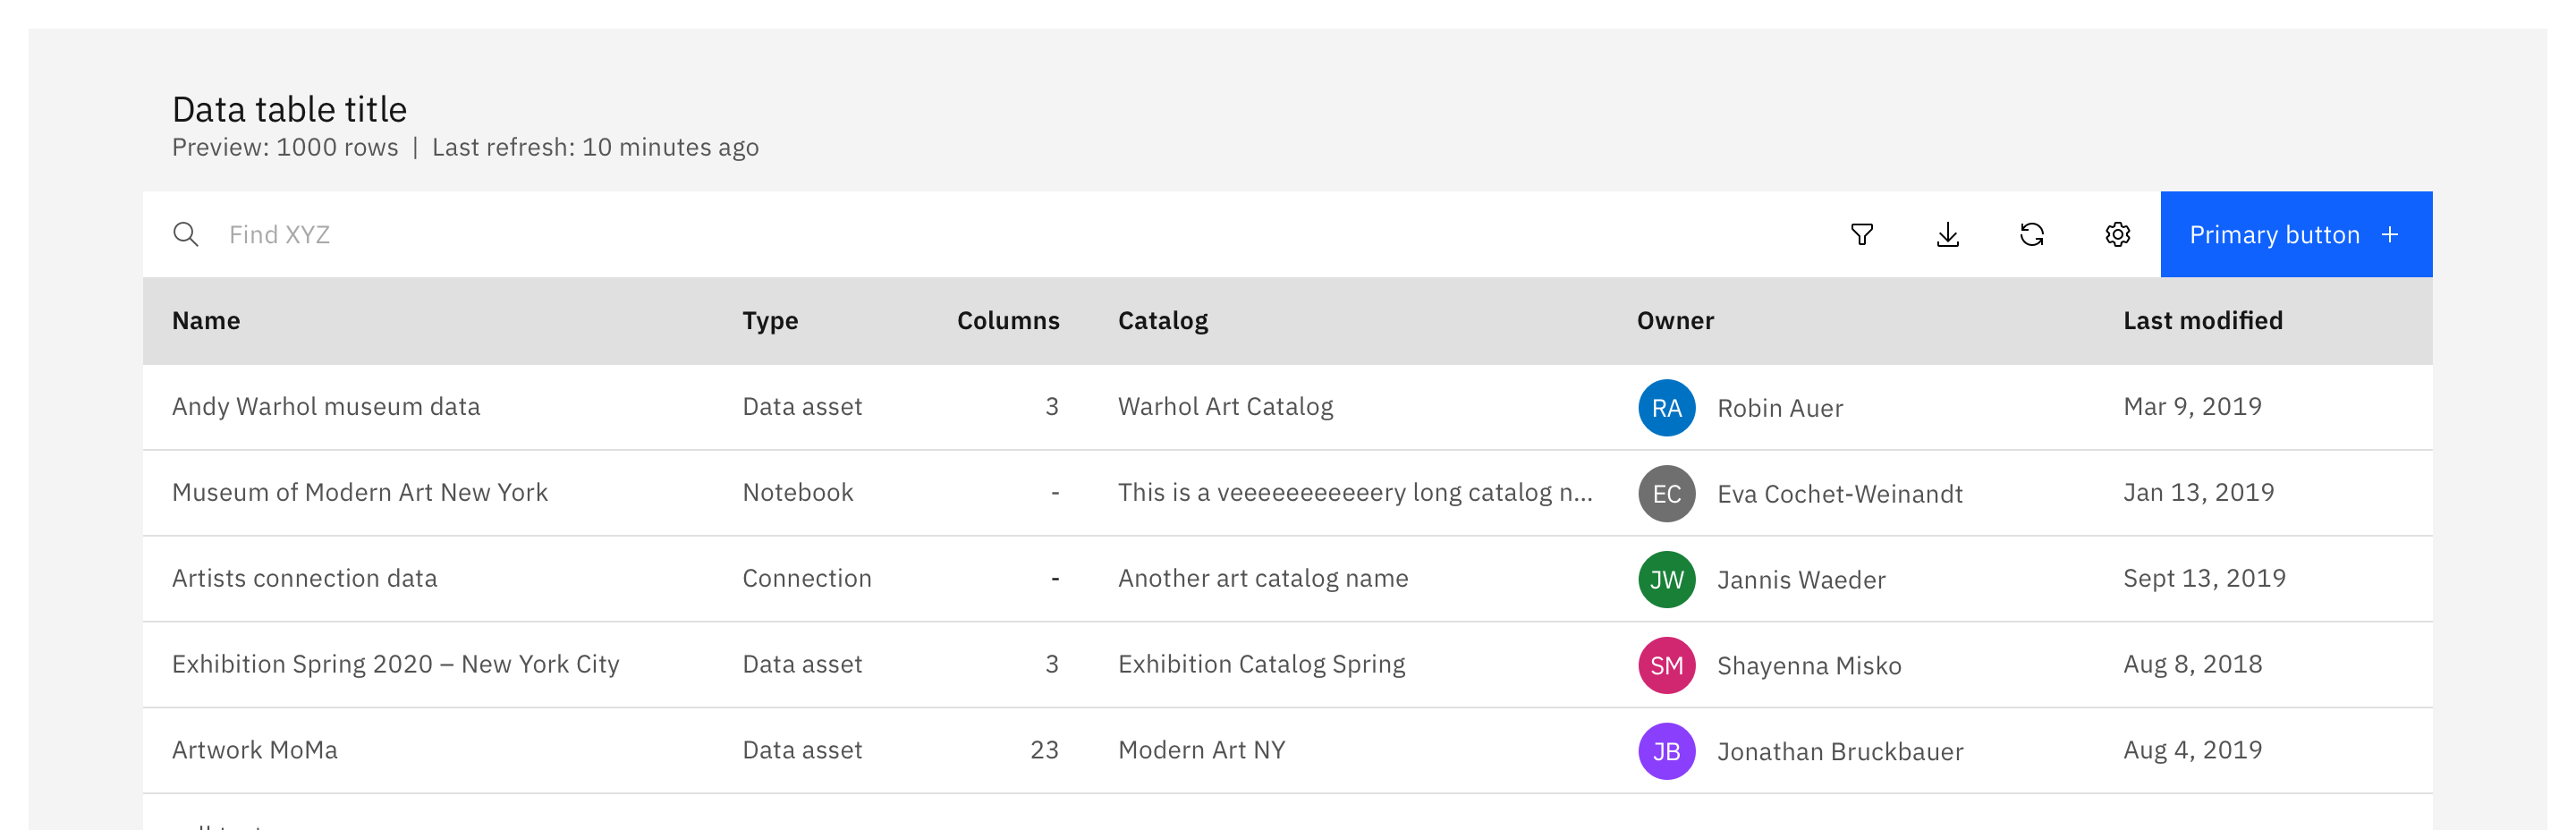 Data table title
Preview: 1000 rows | Last refresh: 10 minutes ago
Find XYZ Primary button +
Name Type Columns Catalog Owner Last modified
Andy Warhol museum data Data asset 3 Warhol Art Catalog RA Robin Auer Mar 9, 2019
Museum of Modern Art New York Notebook - This is a veeeeeeeeeeery long catalog n... EC Eva Cochet-Weinandt Jan 13, 2019
Artists connection data Connection - Another art catalog name JW Jannis Waeder Sept 13, 2019
Exhibition Spring 2020 – New York City Data asset 3 Exhibition Catalog Spring SM Shayenna Misko Aug 8, 2018
Artwork MoMa Data asset 23 Modern Art NY JB Jonathan Bruckbauer Aug 4, 2019